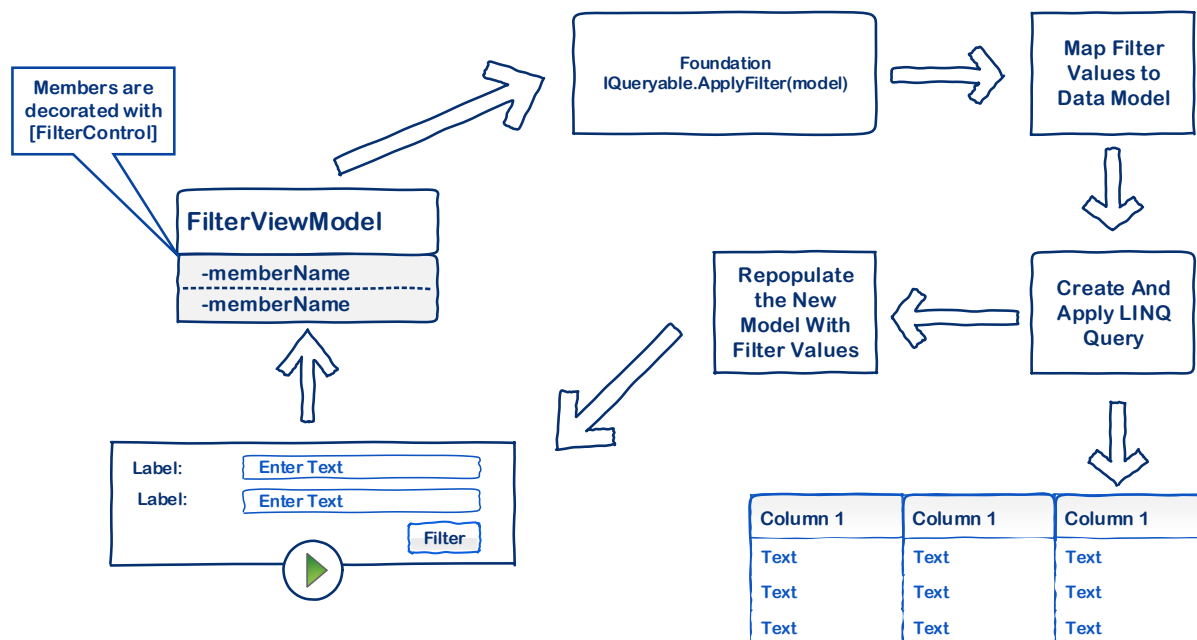 Members are
decorated with
[FilterControl]
FilterViewModel
-memberName
-memberName
Foundation
IQueryable.ApplyFilter(model)
Map Filter
Values to
Data Model
Create And
Apply LINQ
Query
Repopulate
the New
Model With
Filter Values
Label:
Enter Text
Label:
Enter Text
Filter
Column 1
Column 1
Column 1
Text
Text
Text
Text
Text
Text
Text
Text
Text